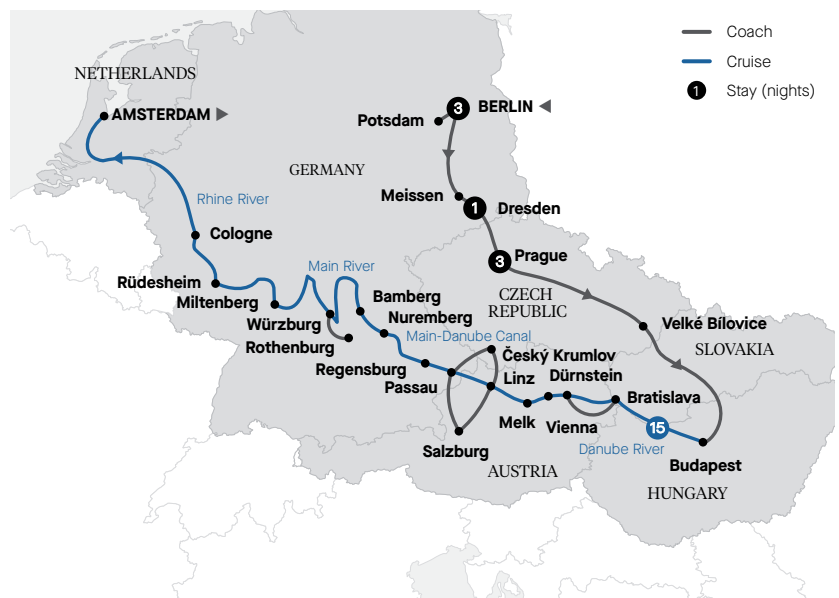 Coach
Cruise
1 Stay (nights)
NETHERLANDS
AMSTERDAM
3 BERLIN
Potsdam
GERMANY
Meissen
1 Dresden
Rhine River
Cologne
3 Prague
Main River
Rüdesheim
Miltenberg
Bamberg
CZECH
REPUBLIC
Würzburg
Nuremberg
Velké Bílovice
Rothenburg
Main-Danube Canal
SLOVAKIA
Regensburg
Český Krumlov
Passau
Linz
Dürnstein
Bratislava
Melk
Vienna
15
Salzburg
Danube River
Budapest
AUSTRIA
HUNGARY